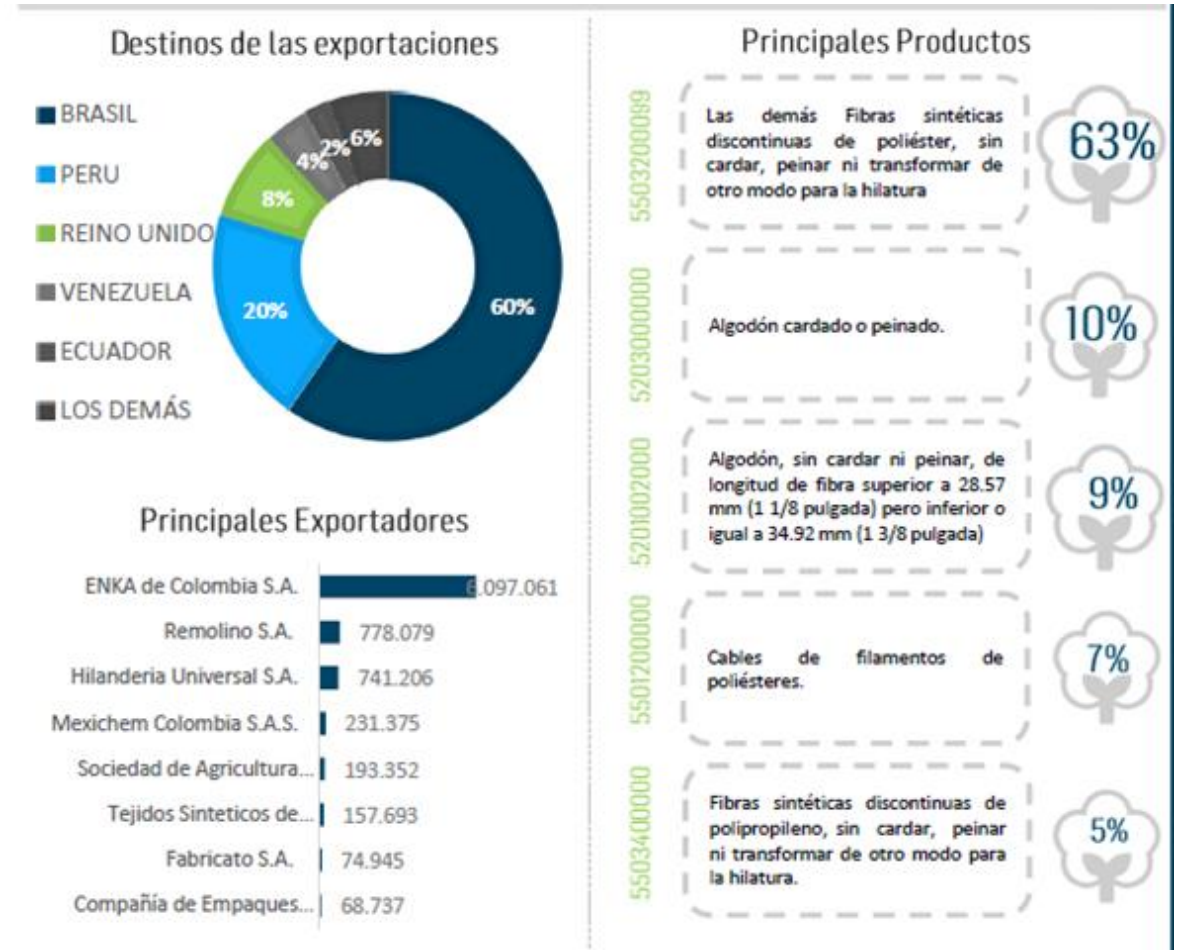 Destinos de las exportaciones
BRASIL
PERU
REINO UNIDO
VENEZUELA
ECUADOR
LOS DEMÁS
60%
20%
8%
4%
2%
6%
Principales Exportadores
ENKA de Colombia S.A. 6.097.061
Remolino S.A. 778.079
Hilanderia Universal S.A. 741.206
Mexichem Colombia S.A.S. 231.375
Sociedad de Agricultura... 193.352
Tejidos Sinteticos de... 157.693
Fabricato S.A. 74.945
Compañía de Empaques... 68.737
Principales Productos
5503200099
Las demás Fibras sintéticas
discontinuas de poliéster, sin
cardar, peinar ni transformar de
otro modo para la hilatura
63%
5203000000
Algodón cardado o peinado.
10%
5201002000
Algodón, sin cardar ni peinar, de
longitud de fibra superior a 28.57
mm (1 1/8 pulgada) pero inferior o
igual a 34.92 mm (1 3/8 pulgada)
9%
5501200000
Cables de filamentos de
poliésteres.
7%
5503400000
Fibras sintéticas discontinuas de
polipropileno, sin cardar, peinar
ni transformar de otro modo para
la hilatura.
5%